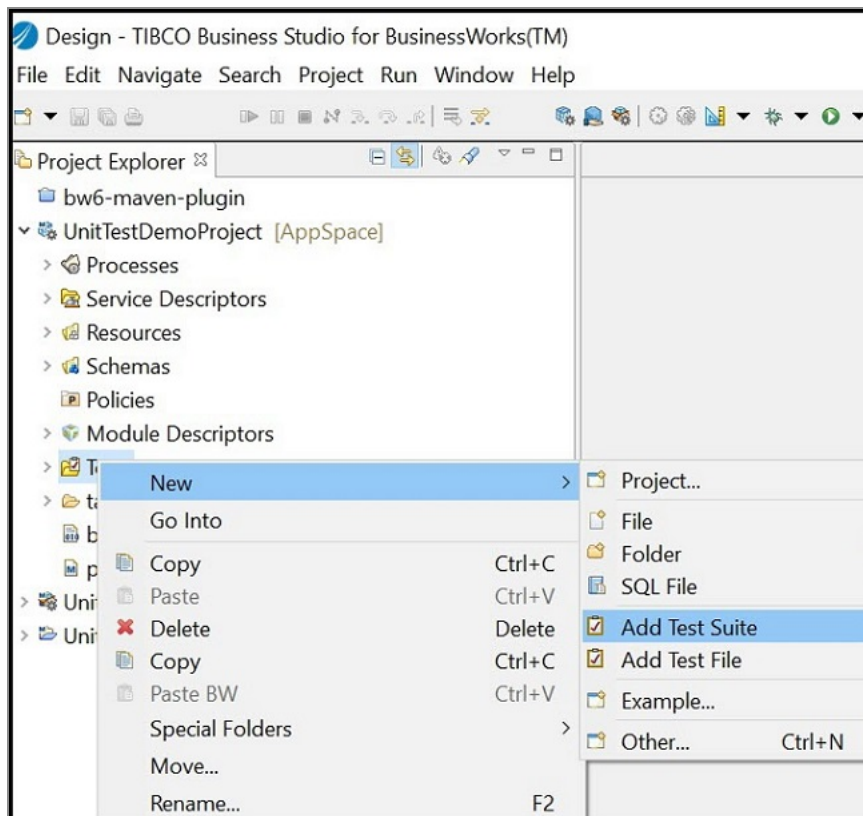 Design - TIBCO Business Studio for BusinessWorks(TM)
File Edit Navigate Search Project Run Window Help
Project Explorer
bw6-maven-plugin
UnitTestDemoProject [AppSpace]
Processes
Service Descriptors
Resources
Schemas
Policies
Module Descriptors
New
Project...
Go Into
File
Folder
Copy Ctrl+C
SQL File
Paste Ctrl+V
Uni
Delete Delete
Add Test Suite
Uni
Copy Ctrl+C
Add Test File
Paste BW Ctrl+V
Example...
Special Folders
Other... Ctrl+N
Move...
Rename... F2